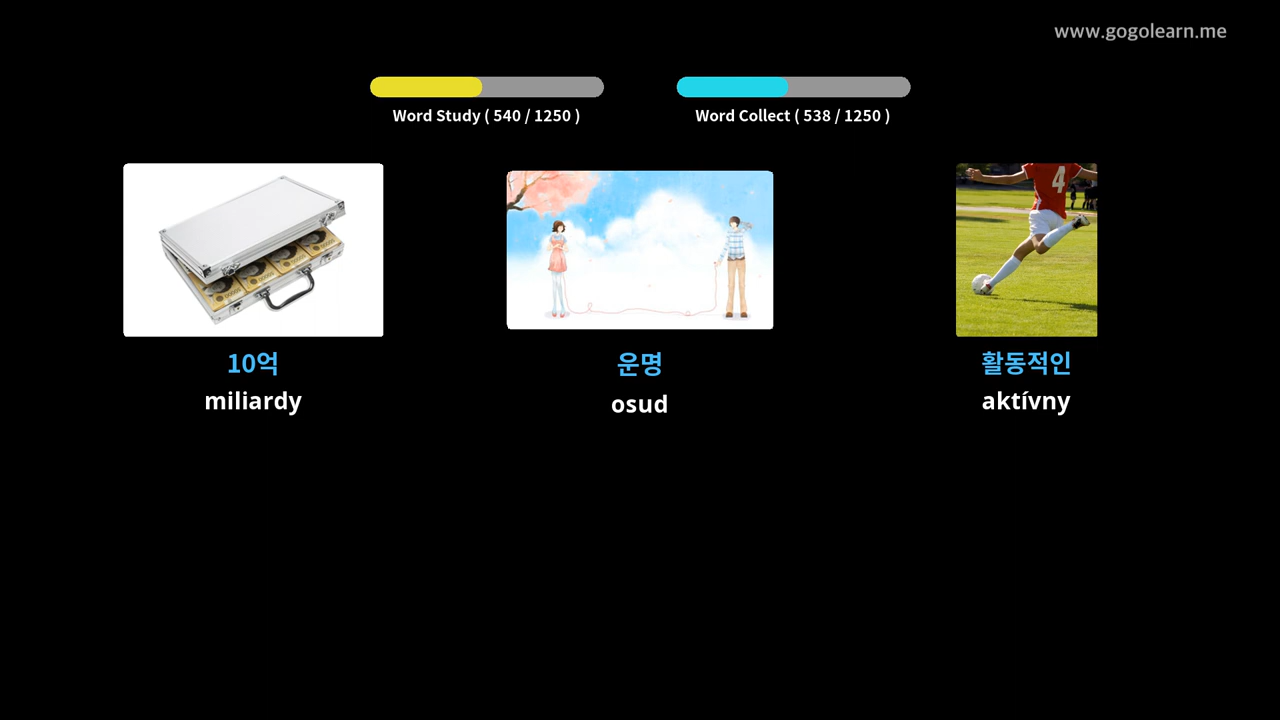 www.gogolearn.me
Word Study ( 540 / 1250 )
Word Collect ( 538 / 1250 )
4
10억
miliardy
운명
osud
활동적인
aktívny